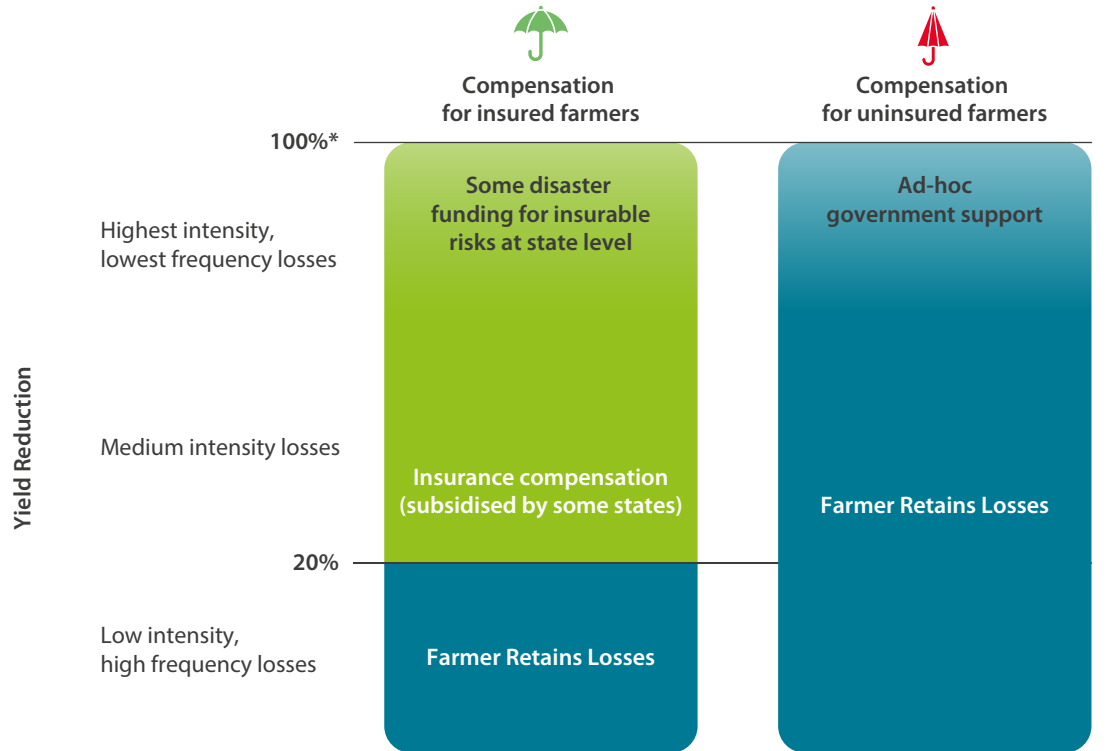 Compensation
for insured farmers
Compensation
for uninsured farmers
100%*
Some disaster
funding for insurable
risks at state level
Ad-hoc
government support
Highest intensity,
lowest frequency losses
Yield Reduction
Medium intensity losses
Insurance compensation
(subsidised by some states)
Farmer Retains Losses
20%
Low intensity,
high frequency losses
Farmer Retains Losses